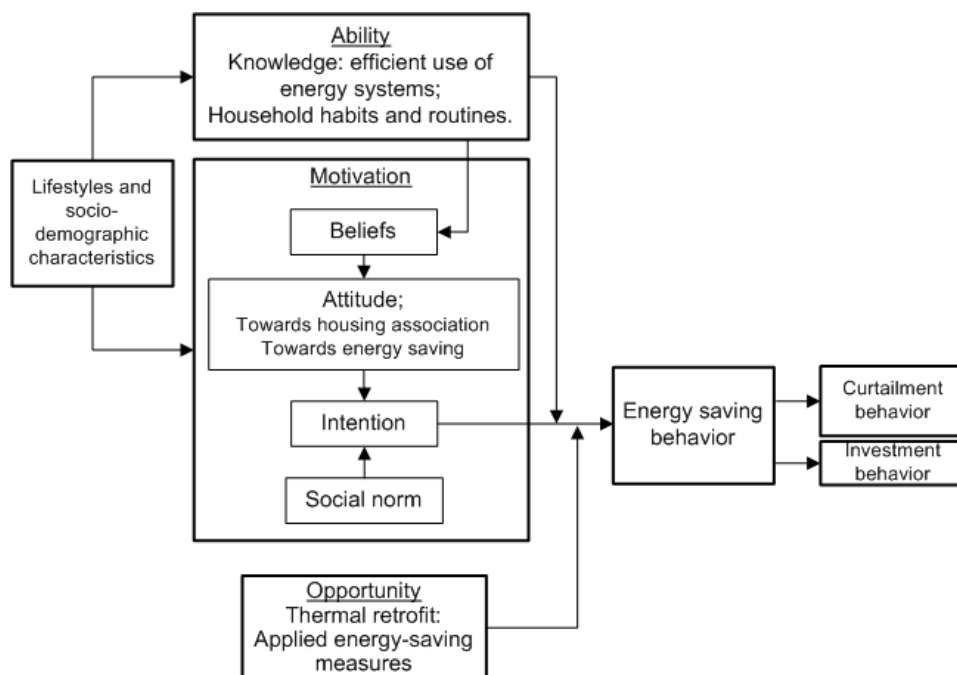 Ability
Knowledge: efficient use of
energy systems;
Household habits and routines.
Lifestyles and
socio-
demographic
characteristics
Motivation
Beliefs
Attitude;
Towards housing association
Towards energy saving
Intention
Social norm
Energy saving
behavior
Curtailment
behavior
Investment
behavior
Opportunity
Thermal retrofit:
Applied energy-saving
measures